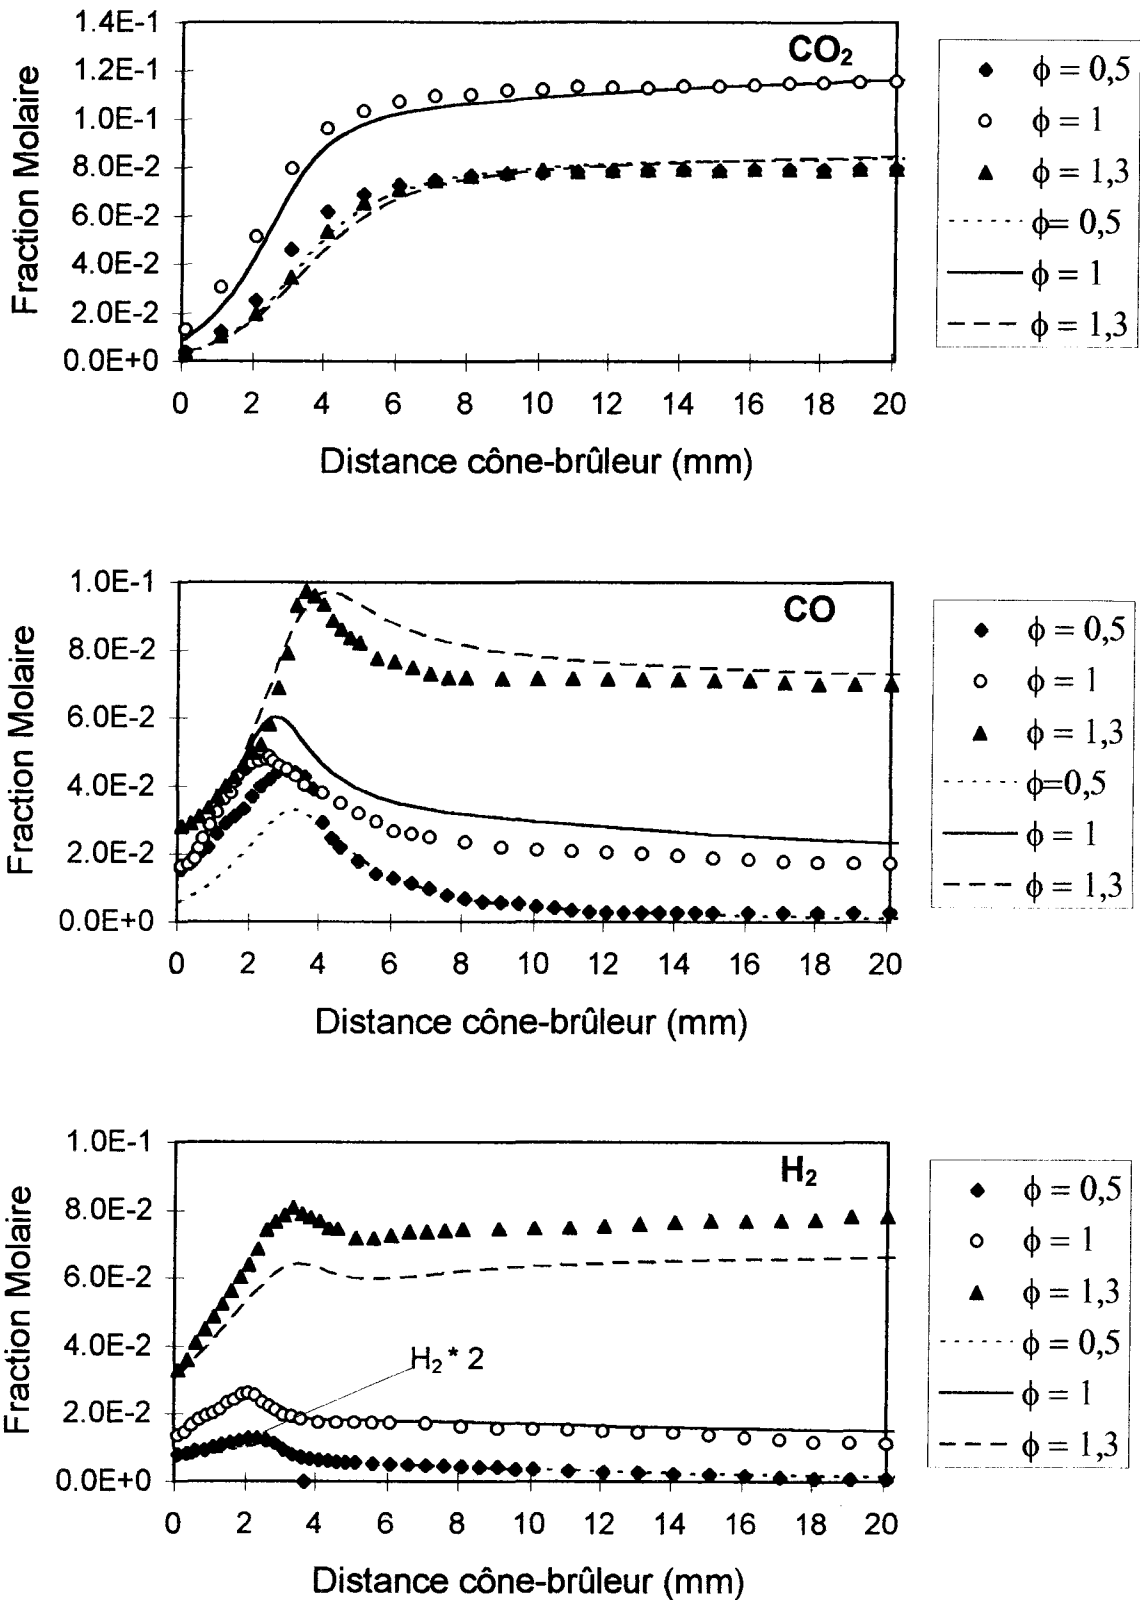 1.4E-1
1.2E-1
1.0E-1
8.0E-2
6.0E-2
4.0E-2
2.0E-2
0.0E+0
Fraction Molaire
CO₂
0 2 4 6 8 10 12 14 16 18 20
Distance cône-brûleur (mm)
ϕ = 0,5
ϕ = 1
ϕ = 1,3
ϕ= 0,5
ϕ = 1
ϕ = 1,3
1.0E-1
8.0E-2
6.0E-2
4.0E-2
2.0E-2
0.0E+0
Fraction Molaire
CO
0 2 4 6 8 10 12 14 16 18 20
Distance cône-brûleur (mm)
ϕ = 0,5
ϕ = 1
ϕ = 1,3
ϕ=0,5
ϕ = 1
ϕ = 1,3
1.0E-1
8.0E-2
6.0E-2
4.0E-2
2.0E-2
0.0E+0
Fraction Molaire
H₂
H₂ * 2
0 2 4 6 8 10 12 14 16 18 20
Distance cône-brûleur (mm)
ϕ = 0,5
ϕ = 1
ϕ = 1,3
ϕ = 0,5
ϕ = 1
ϕ = 1,3